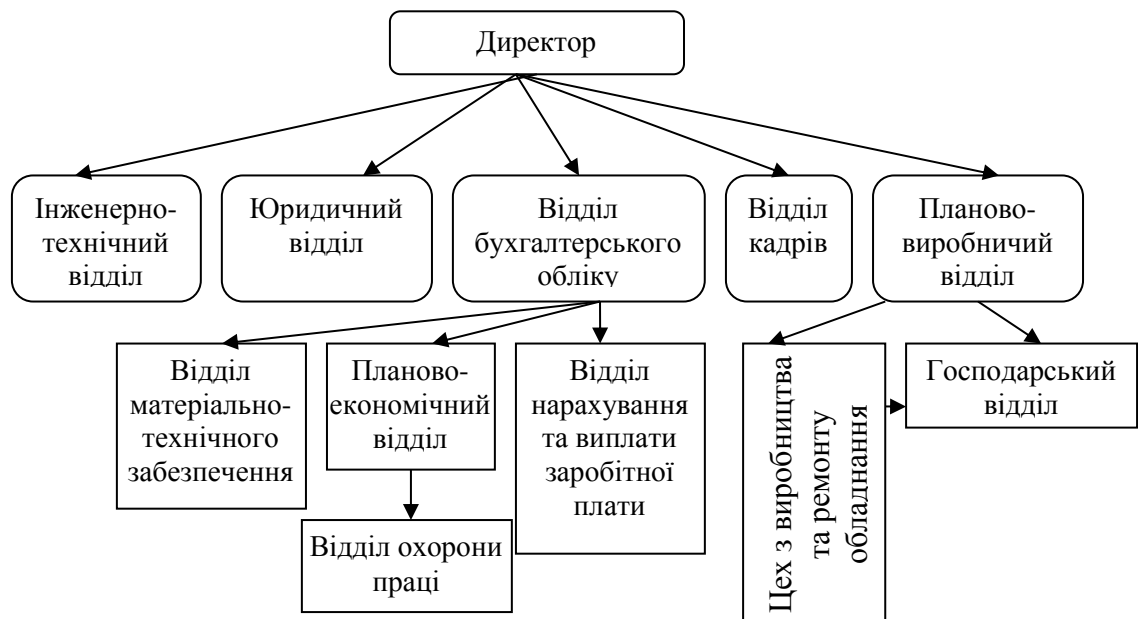 Директор
Інженерно-
технічний
відділ
Юридичний
відділ
Відділ
бухгалтерського
обліку
Відділ
кадрів
Планово-
виробничий
відділ
Відділ
матеріально-
технічного
забезпечення
Планово-
економічний
відділ
Відділ
нарахування
та виплати
заробітної
плати
Цех з виробництва
та ремонту
обладнання
Господарський
відділ
Відділ охорони
праці